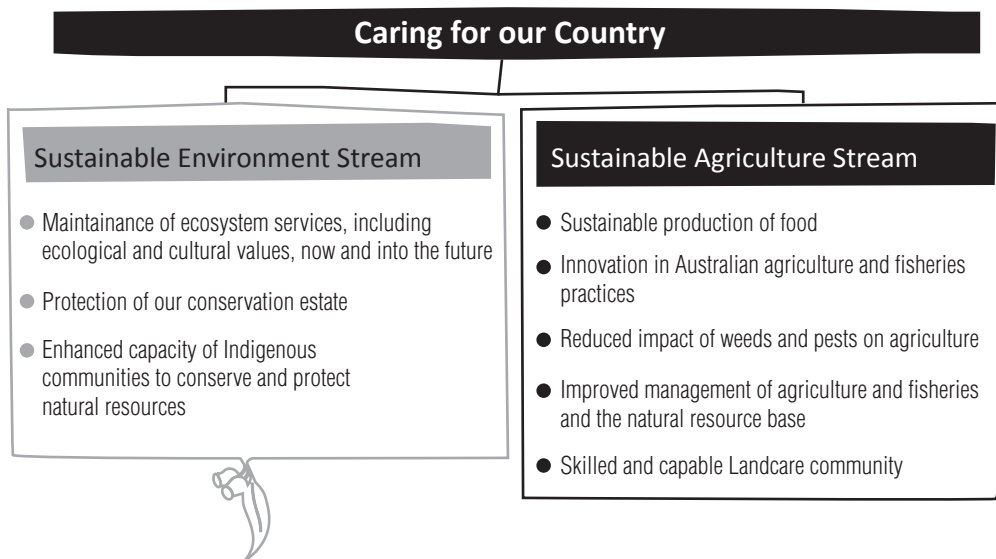 Caring for our Country
Sustainable Environment Stream
Maintainance of ecosystem services, including
ecological and cultural values, now and into the future
Protection of our conservation estate
Enhanced capacity of Indigenous
communities to conserve and protect
natural resources
Sustainable Agriculture Stream
Sustainable production of food
Innovation in Australian agriculture and fisheries
practices
Reduced impact of weeds and pests on agriculture
Improved management of agriculture and fisheries
and the natural resource base
Skilled and capable Landcare community